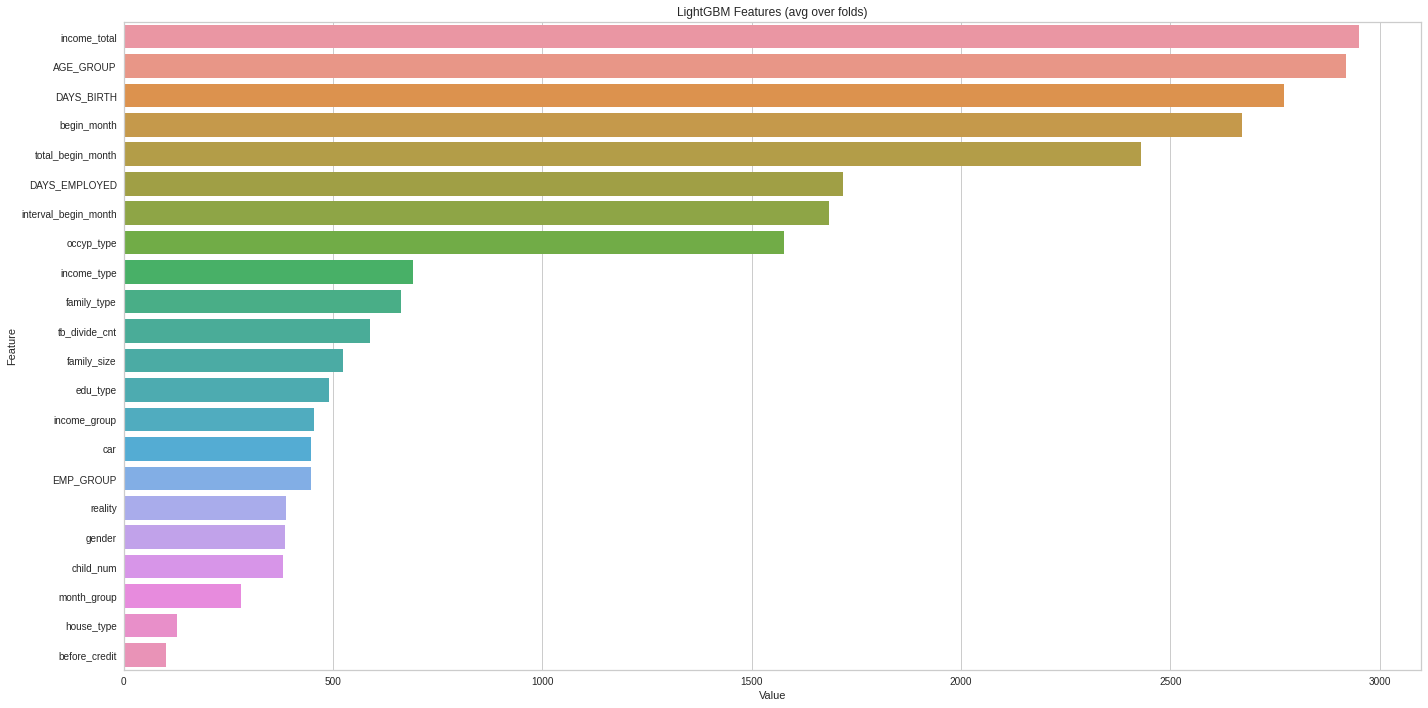 LightGBM Features (avg over folds)
income_total
AGE_GROUP
DAYS_BIRTH
begin_month
total_begin_month
DAYS_EMPLOYED
interval_begin_month
occyp_type
income_type
family_type
fb_divide_cnt
family_size
edu_type
income_group
car
EMP_GROUP
reality
gender
child_num
month_group
house_type
before_credit
Feature
0 500 1000 1500 2000 2500 3000
Value